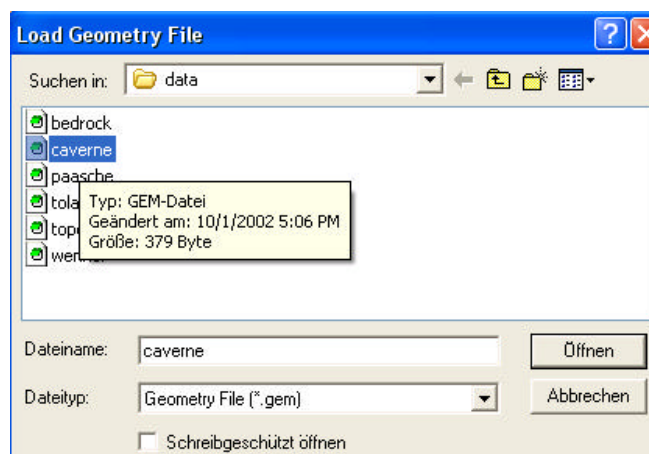 Load Geometry File
Suchen in: data
bedrock
caverne
paasche
Typ: GEM-Datei
Geändert am: 10/1/2002 5:06 PM
Größe: 379 Byte
Dateiname: caverne Öffnen
Dateityp: Geometry File (*.gem) Abbrechen
Schreibgeschützt öffnen